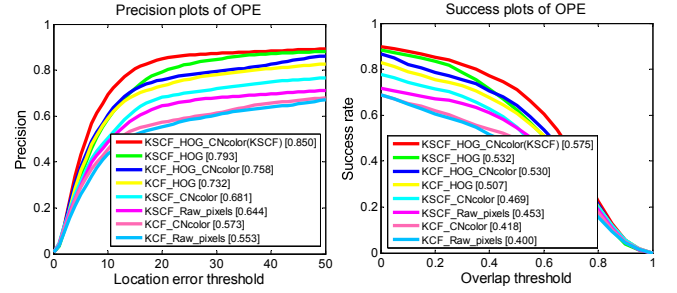 Precision plots of OPE
Precision
1
0.8
0.6
0.4
0.2
0
0 10 20 30 40 50
Location error threshold
KSCF_HOG_CNcolor(KSCF) [0.850]
KSCF_HOG [0.793]
KCF_HOG_CNcolor [0.758]
KCF_HOG [0.732]
KSCF_CNcolor [0.681]
KSCF_Raw_pixels [0.644]
KCF_CNcolor [0.573]
KCF_Raw_pixels [0.553]
Success plots of OPE
Success rate
1
0.8
0.6
0.4
0.2
0
0 0.2 0.4 0.6 0.8 1
Overlap threshold
KSCF_HOG_CNcolor(KSCF) [0.575]
KSCF_HOG [0.532]
KCF_HOG_CNcolor [0.530]
KCF_HOG [0.507]
KSCF_CNcolor [0.469]
KSCF_Raw_pixels [0.453]
KCF_CNcolor [0.418]
KCF_Raw_pixels [0.400]